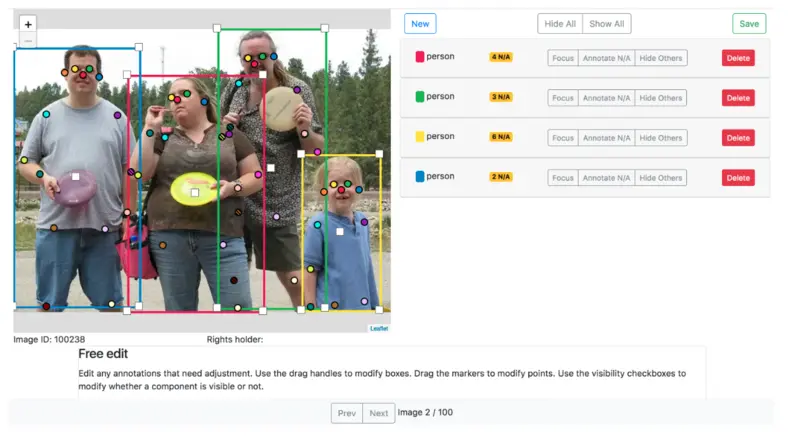 +
−
New
Hide All Show All
Save
person 4 N/A Focus Annotate N/A Hide Others Delete
person 3 N/A Focus Annotate N/A Hide Others Delete
person 6 N/A Focus Annotate N/A Hide Others Delete
person 2 N/A Focus Annotate N/A Hide Others Delete
Leaflet
Image ID: 100238 Rights holder:
Free edit
Edit any annotations that need adjustment. Use the drag handles to modify boxes. Drag the markers to modify points. Use the visibility checkboxes to
modify whether a component is visible or not.
Prev Next Image 2 / 100